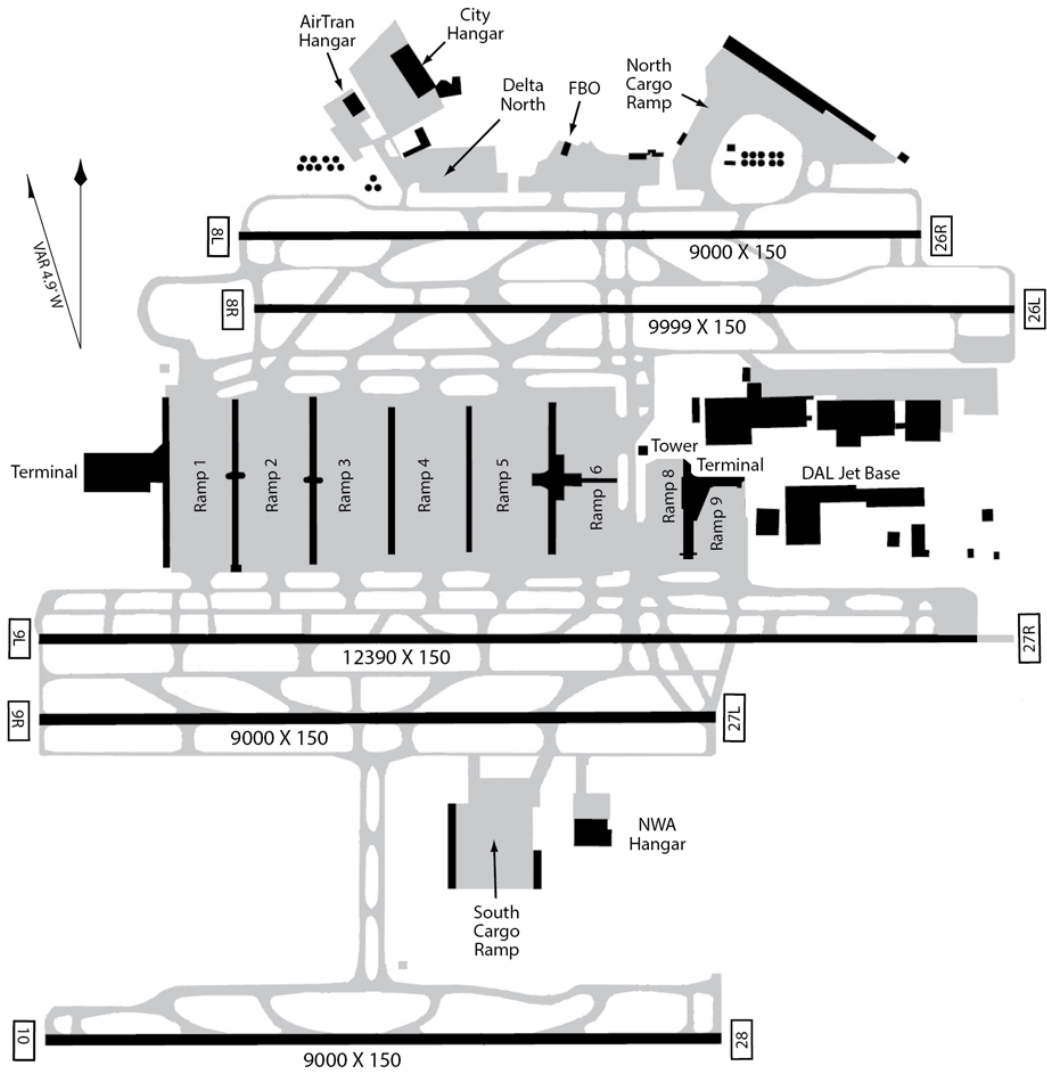 AirTran
Hangar
City
Hangar
Delta
North
FBO
North
Cargo
Ramp
VAR 4.9° W
8L
26R
9000 X 150
8R
26L
9999 X 150
Terminal
Ramp 1
Ramp 2
Ramp 3
Ramp 4
Ramp 5
Ramp 6
Tower
Terminal
Ramp 8
Ramp 9
DAL Jet Base
9L
27R
12390 X 150
9R
27L
9000 X 150
NWA
Hangar
South
Cargo
Ramp
10
28
9000 X 150